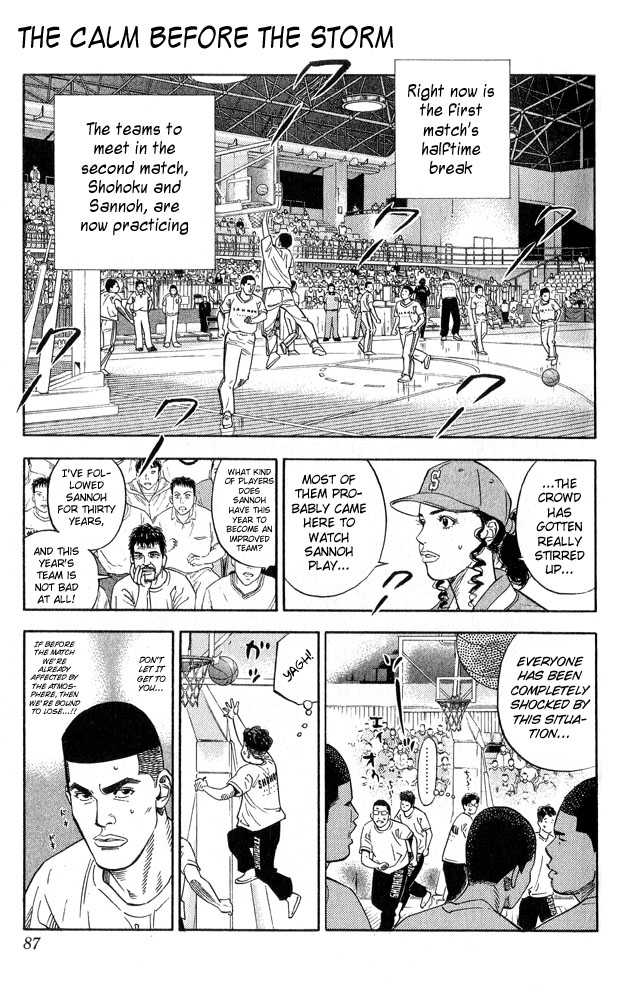 THE CALM BEFORE THE STORM
Right now is
the first
match's
halftime
break
The teams to
meet in the
second match,
Shohoku and
Sannoh, are
now practicing
...THE
CROWD
HAS
GOTTEN
REALLY
STIRRED
UP...
S
MOST OF
THEM PRO-
BABLY CAME
HERE TO
WATCH
SANNOH
PLAY...
WHAT KIND
OF PLAYERS
DOES
SANNOH
HAVE THIS
YEAR TO
BECOME AN
IMPROVED
TEAM?
I'VE FOL-
LOWED
SANNOH
FOR THIRTY
YEARS,
AND THIS
YEAR'S
TEAM IS
NOT BAD
AT ALL!
EVERYONE
HAS BEEN
COMPLETELY
SHOCKED BY
THIS SITUA-
TION...
YAGH!
DON'T
LET IT
GET TO
YOU...
IF BEFORE
THE MATCH
WE'RE
ALREADY
AFFECTED BY
THE ATMOS-
PHERE, THEN
WE'RE BOUND
TO LOSE...!!
87